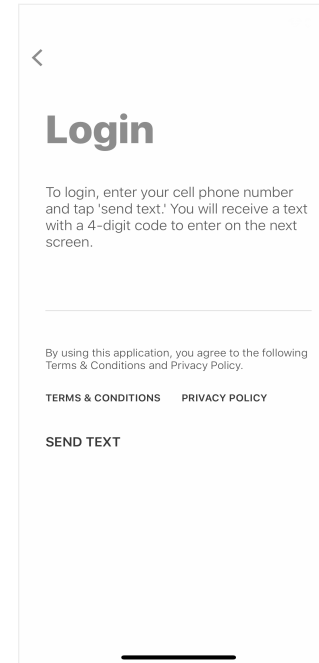 Login
To login, enter your cell phone number
and tap 'send text.' You will receive a text
with a 4-digit code to enter on the next
screen.
By using this application, you agree to the following
Terms & Conditions and Privacy Policy.
TERMS & CONDITIONS PRIVACY POLICY
SEND TEXT